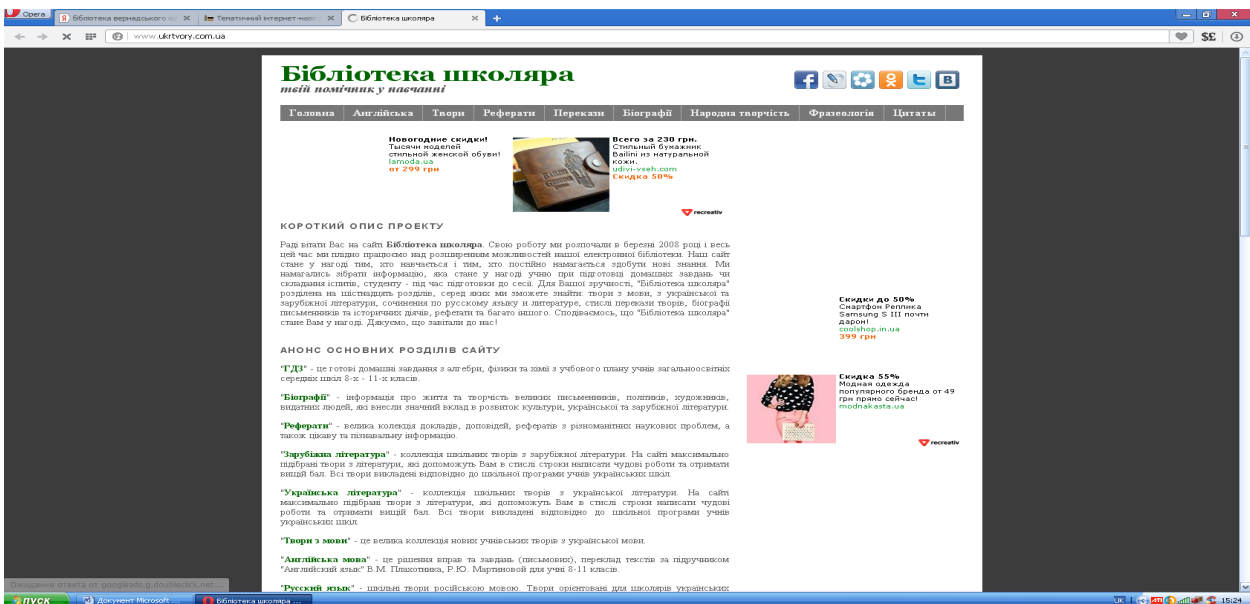 Opera
Бібліотека вернадського
Тематичний інтернет-нав
Бібліотека школяра
www.ukrtvory.com.ua
$£
Бібліотека школяра
твій помічник у навчанні
Головна Англійська Твори Реферати Перекази Біографії Народна творчість Фразеологія Цитаты
Новогодние скидки!
Тысячи моделей
стильной женской обуви!
lamoda.ua
от 299 грн
Всего за 230 грн.
Стильный бумажник
Bailini из натуральной
кожи.
udivi-vseh.com
Скидка 50%
recreativ
КОРОТКИЙ ОПИС ПРОЕКТУ
Раді вітати Вас на сайті Бібліотека школяра. Свою роботу ми розпочали в березні 2008 році і весь
цей час ми плідно працюємо над розширенням можливостей нашої електронної бібліотеки. Наш сайт
стане у нагоді тим, хто навчається і тим, хто постійно намагається здобути нові знання. Ми
намагались зібрати інформацію, яка стане у нагоді учню при підготовці домашніх завдань чи
складання іспитів, студенту - під час підготовки до сесії. Для Вашої зручності, "Бібліотека школяра"
розділена на шістнадцять розділів, серед яких ми зможете знайти: твори з мови, з української та
зарубіжної літератури, сочинения по русскому языку и литературе, стислі перекази творів, біографії
письменників та історичних діячів, реферати та багато іншого. Сподіваємось, що "Бібліотека школяра"
стане Вам у нагоді. Дякуємо, що завітали до нас!
Скидки до 50%
Смартфон Реплика
Samsung S III почти
даром!
coolshop.in.ua
399 грн
АНОНС ОСНОВНИХ РОЗДІЛІВ САЙТУ
"ГДЗ" - це готові домашні завдання з алгебри, фізики та хімії з учбового плану учнів загальноосвітніх
середніх шкіл 8-х - 11-х класів.
"Біографії" - інформація про життя та творчість великих письменників, політиків, художників,
видатних людей, які внесли значний вклад в розвиток культури, української та зарубіжної літератури.
Скидка 55%
Модная одежда
популярного бренда от 49
грн прямо сейчас!
modnakasta.ua
recreativ
"Реферати" - велика колекція докладів, доповідей, рефератів з різноманітних наукових проблем, а
також цікаву та пізнавальну інформацію.
"Зарубіжна література" - коллекція шкільних творів з зарубіжної літератури. На сайті максимально
підібрані твори з літератури, які допоможуть Вам в стислі строки написати чудові роботи та отримати
вищій бал. Всі твори викладені відповідно до шкільної програми учнів українських шкіл.
"Українська література" - коллекція шкільних творів з української літератури. На сайті
максимально підібрані твори з літератури, які допоможуть Вам в стислі строки написати чудові
роботи та отримати вищій бал. Всі твори викладені відповідно до шкільної програми учнів
українських шкіл.
"Твори з мови" - це велика коллекція нових учнівських творів з української мови.
"Англійська мова" - це рішення вправ та завдань (письмових), переклад текстів за підручником
"Английский язык" В.М. Плахотника, Р.Ю. Мартиновой для учні 8-11 класів.
"Русский язык" - шкільні твори російською мовою. Твори орієнтовані для школярів українських
Ожидание ответа от googleads.g.doubleclick.net...
пуск
Документ Microsoft ...
Бібліотека школяра ...
UK
15:24